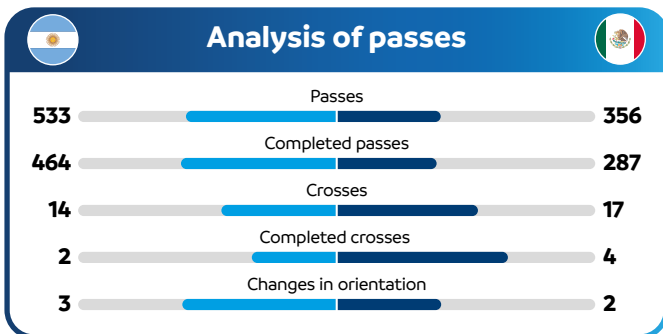 Analysis of passes
Passes
533 356
Completed passes
464 287
Crosses
14 17
Completed crosses
2 4
Changes in orientation
3 2